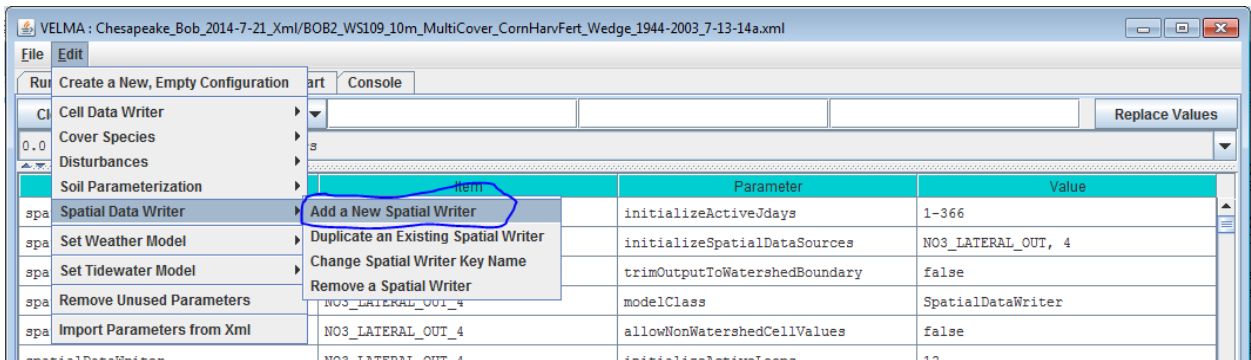 VELMA : Chesapeake_Bob_2014-7-21_Xml/BOB2_WS109_10m_MultiCover_CornHarvFert_Wedge_1944-2003_7-13-14a.xml
File Edit
Create a New, Empty Configuration
Console
Cell Data Writer
Replace Values
Cover Species
0.0
Disturbances
Soil Parameterization
Item Parameter Value
Spatial Data Writer
Add a New Spatial Writer
initializeActiveJdays 1-366
Duplicate an Existing Spatial Writer
Set Weather Model
initializeSpatialDataSources NO3_LATERAL_OUT, 4
Change Spatial Writer Key Name
Set Tidewater Model
trimOutputToWatershedBoundary false
Remove a Spatial Writer
Remove Unused Parameters
NO3_LATERAL_OUT_4 modelClass SpatialDataWriter
Import Parameters from Xml
NO3_LATERAL_OUT_4 allowNonWatershedCellValues false